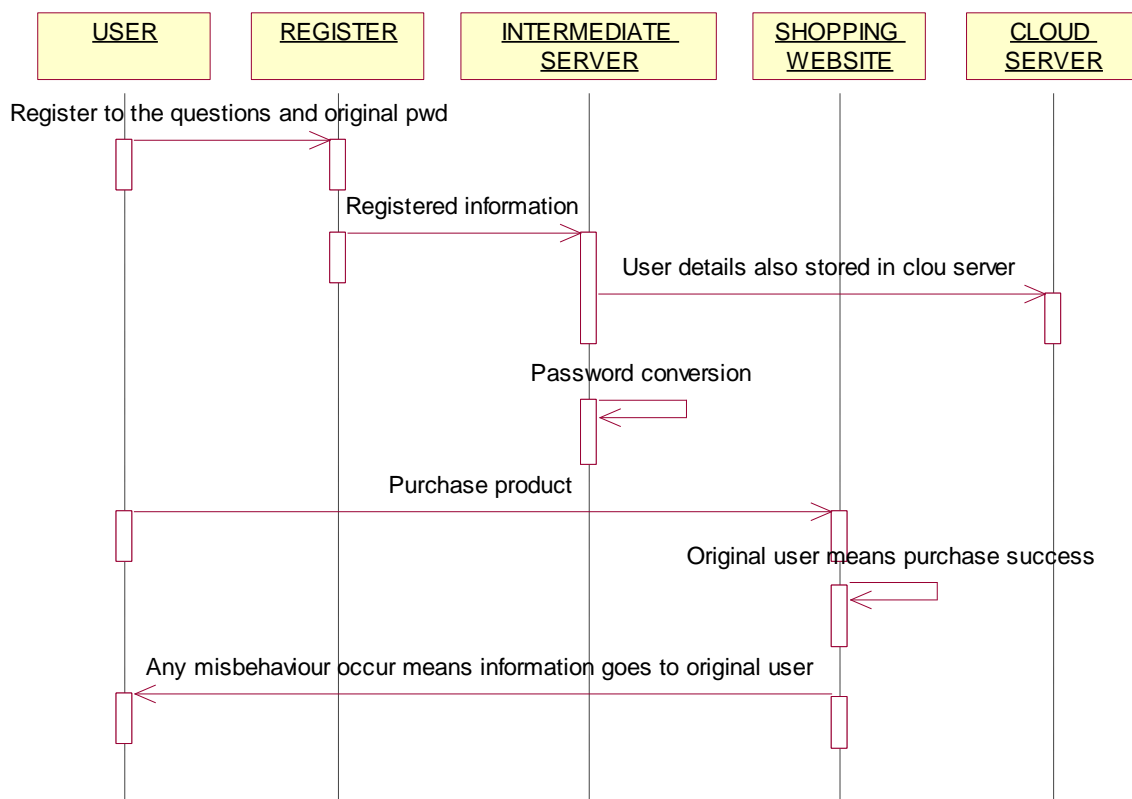 USER
REGISTER
INTERMEDIATE
SERVER
SHOPPING
WEBSITE
CLOUD
SERVER
Register to the questions and original pwd
Registered information
User details also stored in clou server
Password conversion
Purchase product
Original user means purchase success
Any misbehaviour occur means information goes to original user